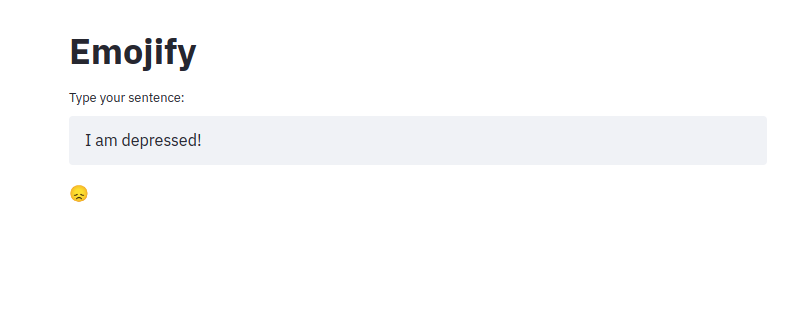 Emojify
Type your sentence:
I am depressed!
😞